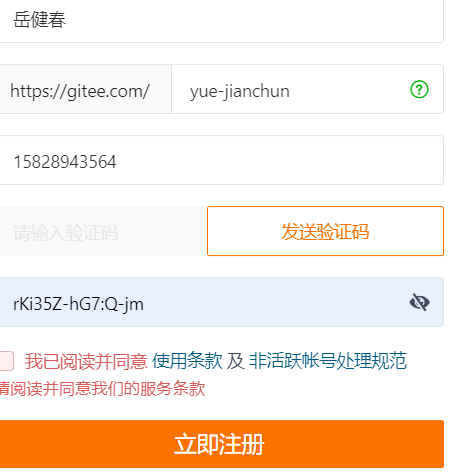 岳健春
https://gitee.com/ yue-jianchun
15828943564
请输入验证码 发送验证码
rKi35Z-hG7:Q-jm
我已阅读并同意 使用条款 及 非活跃帐号处理规范
请阅读并同意我们的服务条款
立即注册